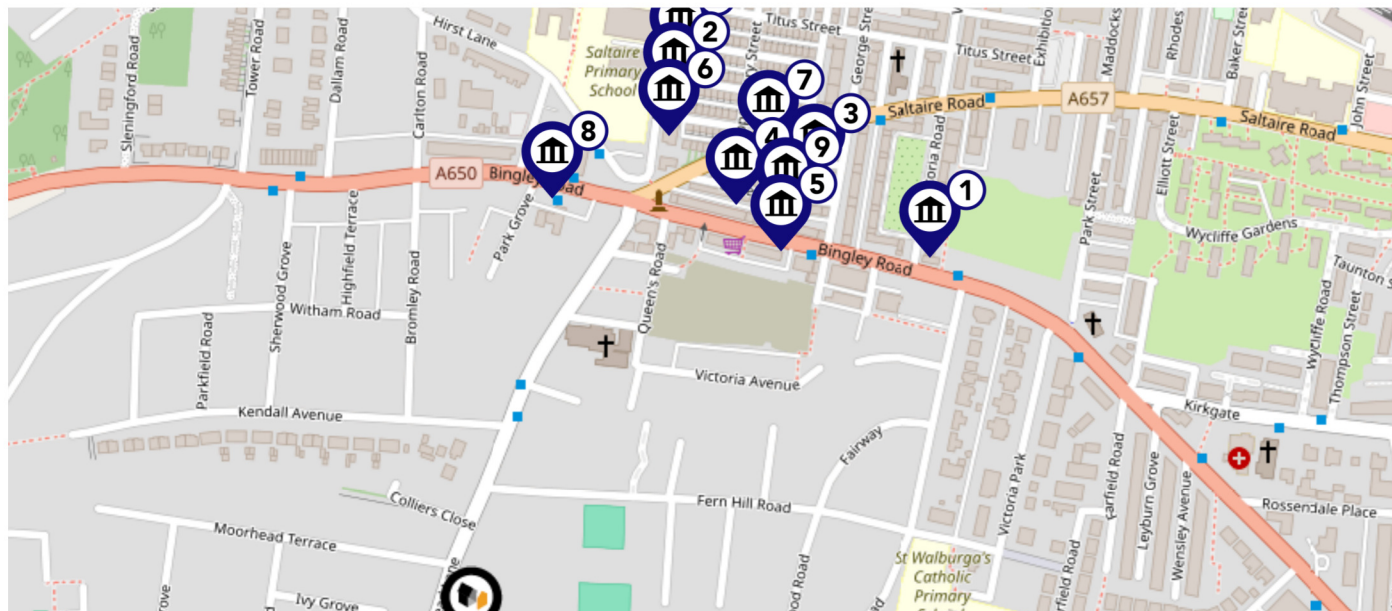 Titus Street
Hirst Lane
2
Saltaire
Primary
School
6
7
3
George Street
Titus Street
Exhibition
Maddocks
Rhodes
Baker Street
John Street
A657
Saltaire Road
Saltaire Road
Sleningford Road
Tower Road
Dallam Road
Carlton Road
8
4
9
5
1
A650
Bingley Road
Bingley Road
Park Grove
Park Street
Elliott Street
Wycliffe Gardens
Taunton S
Wycliffe Road
Thompson Street
Sherwood Grove
Highfield Terrace
Bromley Road
Witham Road
Parkfield Road
Queen's Road
Victoria Avenue
Kendall Avenue
Kirkgate
Fairway
Victoria Park
Farfield Road
Leyburn Grove
Wensley Avenue
Rossendale Place
Colliers Close
Fern Hill Road
Moorhead Terrace
Ivy Grove
St Walburga's
Catholic
Primary
ood Road
rfield Road